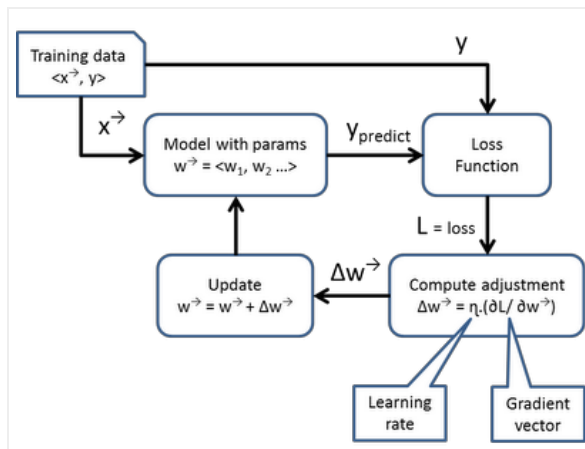 Training data
<x→, y>
y
x→
Model with params
w→ = <w₁, w₂ ...>
y predict
Loss
Function
L = loss
Update
w→ = w→ + Δw→
Δw→
Compute adjustment
Δw→ = η.(∂L/ ∂w→)
Learning
rate
Gradient
vector